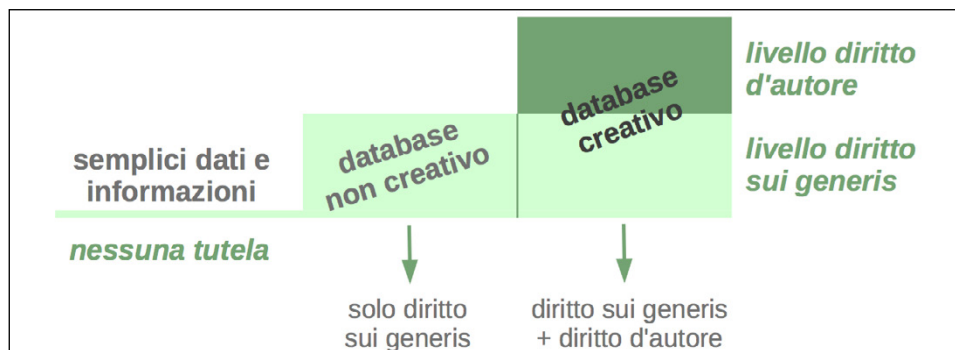 livello diritto
d'autore
database
creativo
database
non creativo
semplici dati e
informazioni
livello diritto
sui generis
nessuna tutela
solo diritto
sui generis
diritto sui generis
+ diritto d'autore